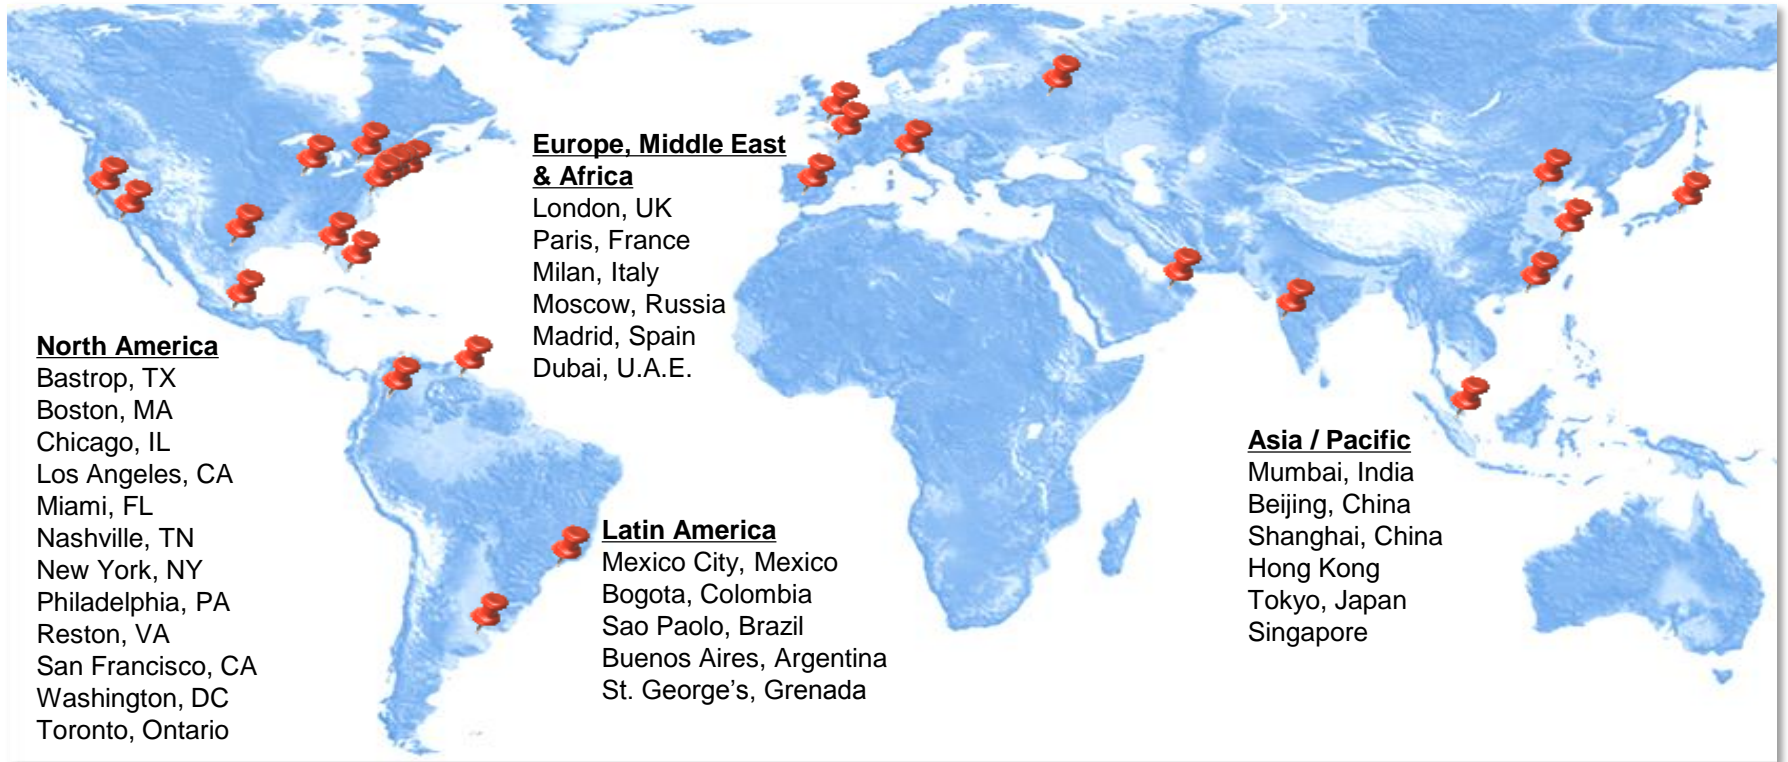 Europe, Middle East
& Africa
London, UK
Paris, France
Milan, Italy
Moscow, Russia
Madrid, Spain
Dubai, U.A.E.
North America
Bastrop, TX
Boston, MA
Chicago, IL
Los Angeles, CA
Miami, FL
Nashville, TN
New York, NY
Philadelphia, PA
Reston, VA
San Francisco, CA
Washington, DC
Toronto, Ontario
Latin America
Mexico City, Mexico
Bogota, Colombia
Sao Paolo, Brazil
Buenos Aires, Argentina
St. George’s, Grenada
Asia / Pacific
Mumbai, India
Beijing, China
Shanghai, China
Hong Kong
Tokyo, Japan
Singapore